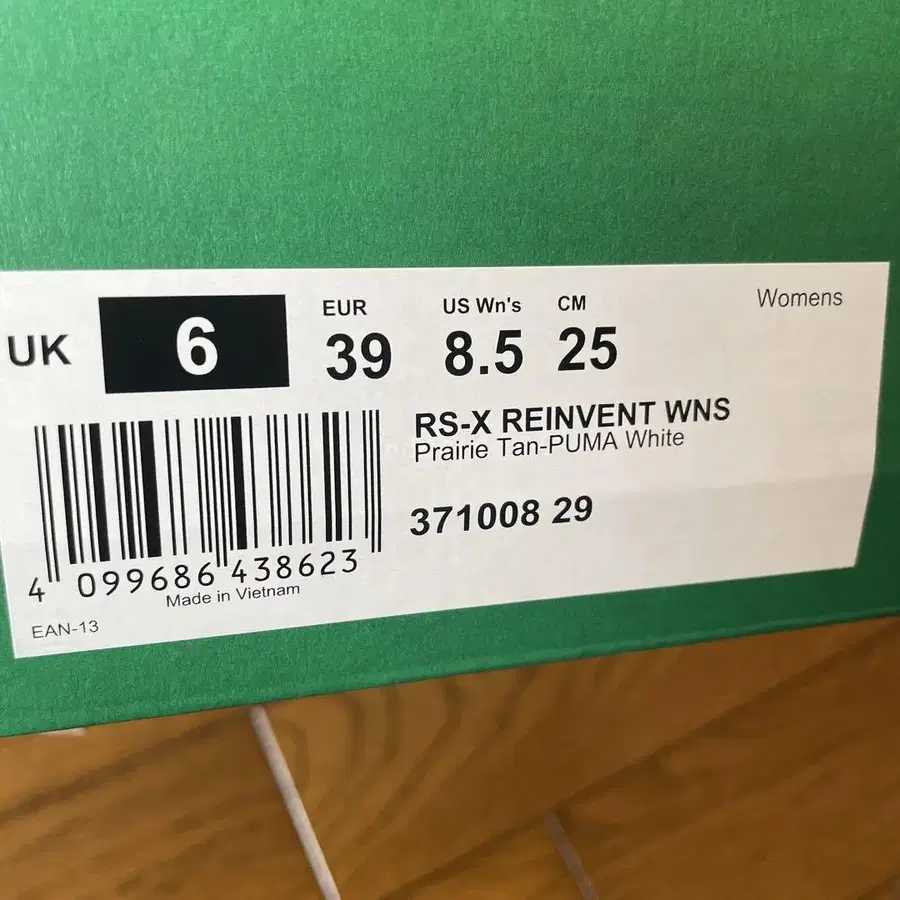 UK 6
EUR 39
US Wn's 8.5
CM 25
Womens
RS-X REINVENT WNS
Prairie Tan-PUMA White
371008 29
4 099686 438623
Made in Vietnam
EAN-13